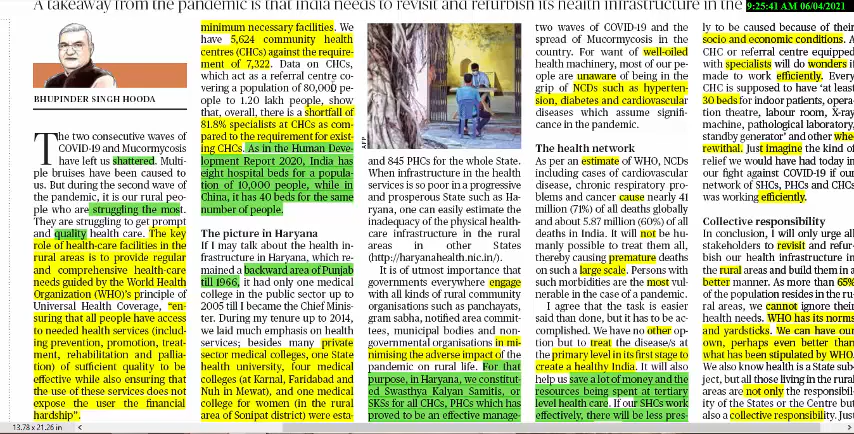 A takeaway from the pandemic is that India needs to revisit and refurbish its health infrastructure in the
9:25:41 AM 06/04/2021
BHUPINDER SINGH HOODA
The two consecutive waves of
COVID-19 and Mucormycosis
have left us shattered. Multi-
ple bruises have been caused to
us. But during the second wave of
the pandemic, it is our rural peo-
ple who are struggling the most.
They are struggling to get prompt
and quality health care. The key
role of health-care facilities in the
rural areas is to provide regular
and comprehensive health-care
needs guided by the World Health
Organization (WHO)'s principle of
Universal Health Coverage, “en-
suring that all people have access
to needed health services (includ-
ing prevention, promotion, treat-
ment, rehabilitation and pallia-
tion) of sufficient quality to be
effective while also ensuring that
the use of these services does not
expose the user the financial
hardship”.
minimum necessary facilities. We
have 5,624 community health
centres (CHCs) against the require-
ment of 7,322. Data on CHCs,
which act as a referral centre co-
vering a population of 80,000 peo-
ple to 1.20 lakh people, show
that, overall, there is a shortfall of
81.8% specialists at CHCs as com-
pared to the requirement for exist-
ing CHCs. As in the Human Deve-
lopment Report 2020, India has
eight hospital beds for a popula-
tion of 10,000 people, while in
China, it has 40 beds for the same
number of people.
The picture in Haryana
If I may talk about the health in-
frastructure in Haryana, which re-
mained a backward area of Punjab
till 1966, it had only one medical
college in the public sector up to
2005 till I became the Chief Minis-
ter. During my tenure up to 2014,
we laid much emphasis on health
services; besides many private
sector medical colleges, one State
health university, four medical
colleges (at Karnal, Faridabad and
Nuh in Mewat), and one medical
college for women (in the rural
area of Sonipat district) were esta-
AFP
and 845 PHCs for the whole State.
When infrastructure in the health
services is so poor in a progressive
and prosperous State such as Ha-
ryana, one can easily estimate the
inadequacy of the physical health-
care infrastructure in the rural
areas in other States
(http://haryanahealth.nic.in/).
It is of utmost importance that
governments everywhere engage
with all kinds of rural community
organisations such as panchayats,
gram sabha, notified area commit-
tees, municipal bodies and non-
governmental organisations in mi-
nimising the adverse impact of the
pandemic on rural life. For that
purpose, in Haryana, we constitut-
ed Swasthya Kalyan Samitis, or
SKSs for all CHCs, PHCs which has
proved to be an effective manage-
two waves of COVID-19 and the
spread of Mucormycosis in the
country. For want of well-oiled
health machinery, most of our peo-
ple are unaware of being in the
grip of NCDs such as hyperten-
sion, diabetes and cardiovascular
diseases which assume signifi-
cance in the pandemic.
The health network
As per an estimate of WHO, NCDs
including cases of cardiovascular
disease, chronic respiratory pro-
blems and cancer cause nearly 41
million (71%) of all deaths globally
and about 5.87 million (60%) of all
deaths in India. It will not be hu-
manly possible to treat them all,
thereby causing premature deaths
on such a large scale. Persons with
such morbidities are the most vul-
nerable in the case of a pandemic.
I agree that the task is easier
said than done, but it has to be ac-
complished. We have no other op-
tion but to treat the disease/s at
the primary level in its first stage to
create a healthy India. It will also
help us save a lot of money and the
resources being spent at tertiary
level health care. If our SHCs work
effectively, there will be less pres-
ly to be caused because of their
socio and economic conditions. A
CHC or referral centre equipped
with specialists will do wonders if
made to work efficiently. Every
CHC is supposed to have 'at least
30 beds for indoor patients, opera-
tion theatre, labour room, X-ray
machine, pathological laboratory,
standby generator' and other whe-
rewithal. Just imagine the kind of
relief we would have had today in
our fight against COVID-19 if our
network of SHCs, PHCs and CHCs
was working efficiently.
Collective responsibility
In conclusion, I will only urge all
stakeholders to revisit and refur-
bish our health infrastructure in
the rural areas and build them in a
better manner. As more than 65%
of the population resides in the ru-
ral areas, we cannot ignore their
health needs. WHO has its norms
and yardsticks. We can have our
own, perhaps even better than
what has been stipulated by WHO.
We also know health is a State sub-
ject, but all those living in the rural
areas are not only the responsibil-
ity of the States or the Centre but
also a collective responsibility. Just
13.78 x 21.26 in